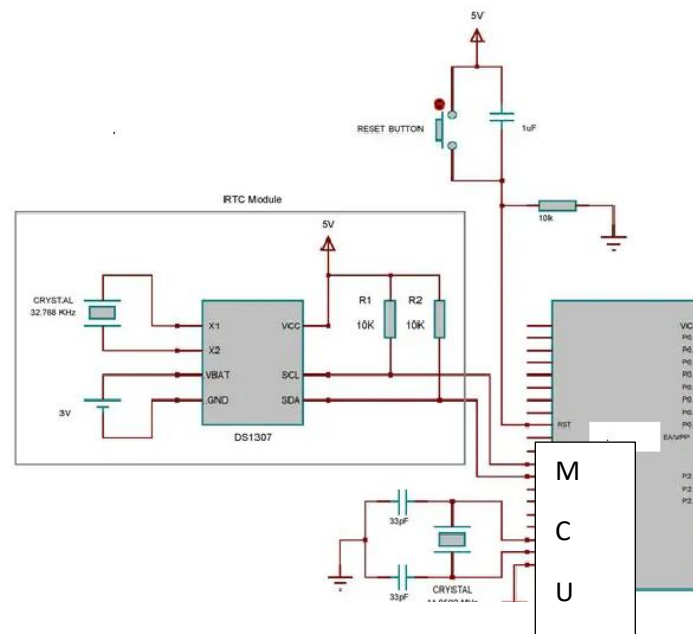 5V
RESET BUTTON
1uF
10k
IRTC Module
5V
CRYSTAL
32.768 KHz
R1
R2
10K
10K
X1
VCC
X2
VBAT
SCL
GND
SDA
3V
DS1307
RST
EA/VPP
M
C
U
33pF
33pF
CRYSTAL